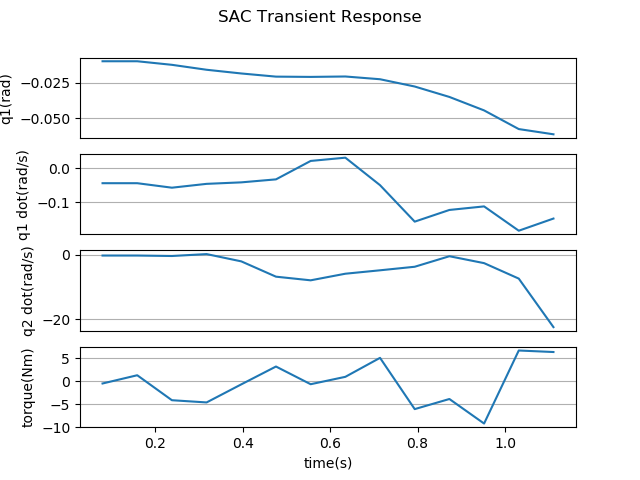 SAC Transient Response
q1(rad)
−0.025
−0.050
q1 dot(rad/s)
0.0
−0.1
q2 dot(rad/s)
0
−20
torque(Nm)
5
0
−5
−10
0.2 0.4 0.6 0.8 1.0
time(s)